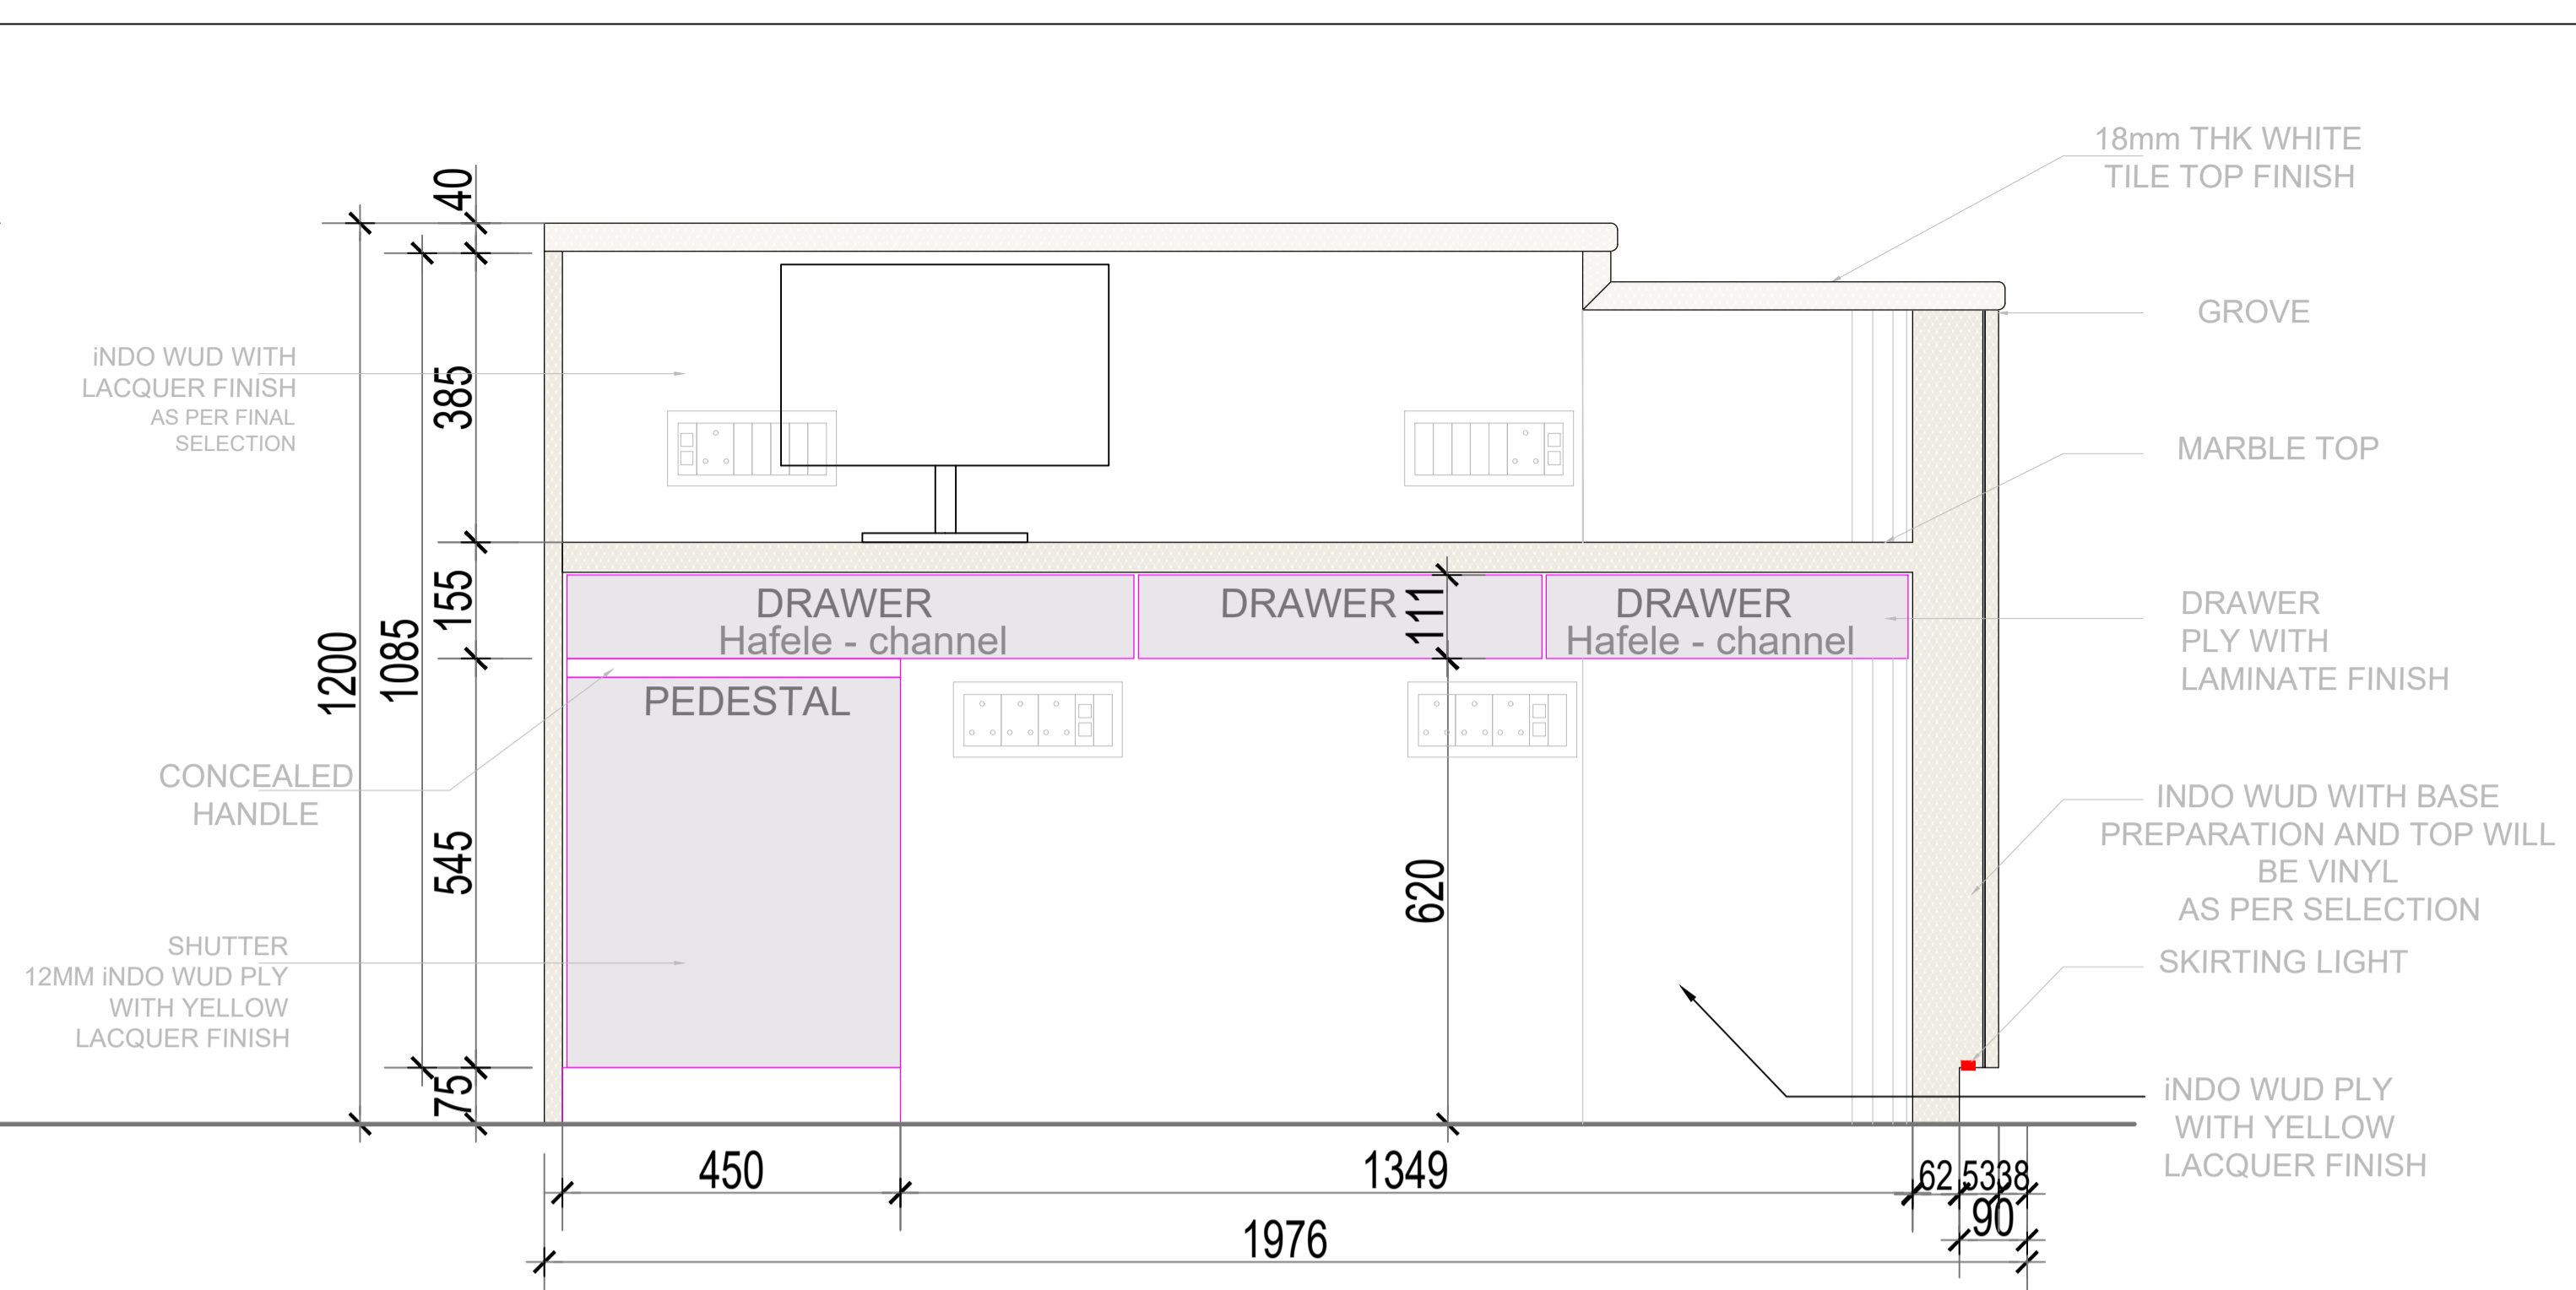 18mm THK WHITE
TILE TOP FINISH
GROVE
MARBLE TOP
DRAWER
PLY WITH
LAMINATE FINISH
INDO WUD WITH BASE
PREPARATION AND TOP WILL
BE VINYL
AS PER SELECTION
SKIRTING LIGHT
iNDO WUD PLY
WITH YELLOW
LACQUER FINISH
iNDO WUD WITH
LACQUER FINISH
AS PER FINAL
SELECTION
CONCEALED
HANDLE
SHUTTER
12MM iNDO WUD PLY
WITH YELLOW
LACQUER FINISH
1200
1085
40
385
155
545
75
DRAWER
Hafele - channel
DRAWER
DRAWER
Hafele - channel
PEDESTAL
111
620
450
1349
62
53
38
90
1976